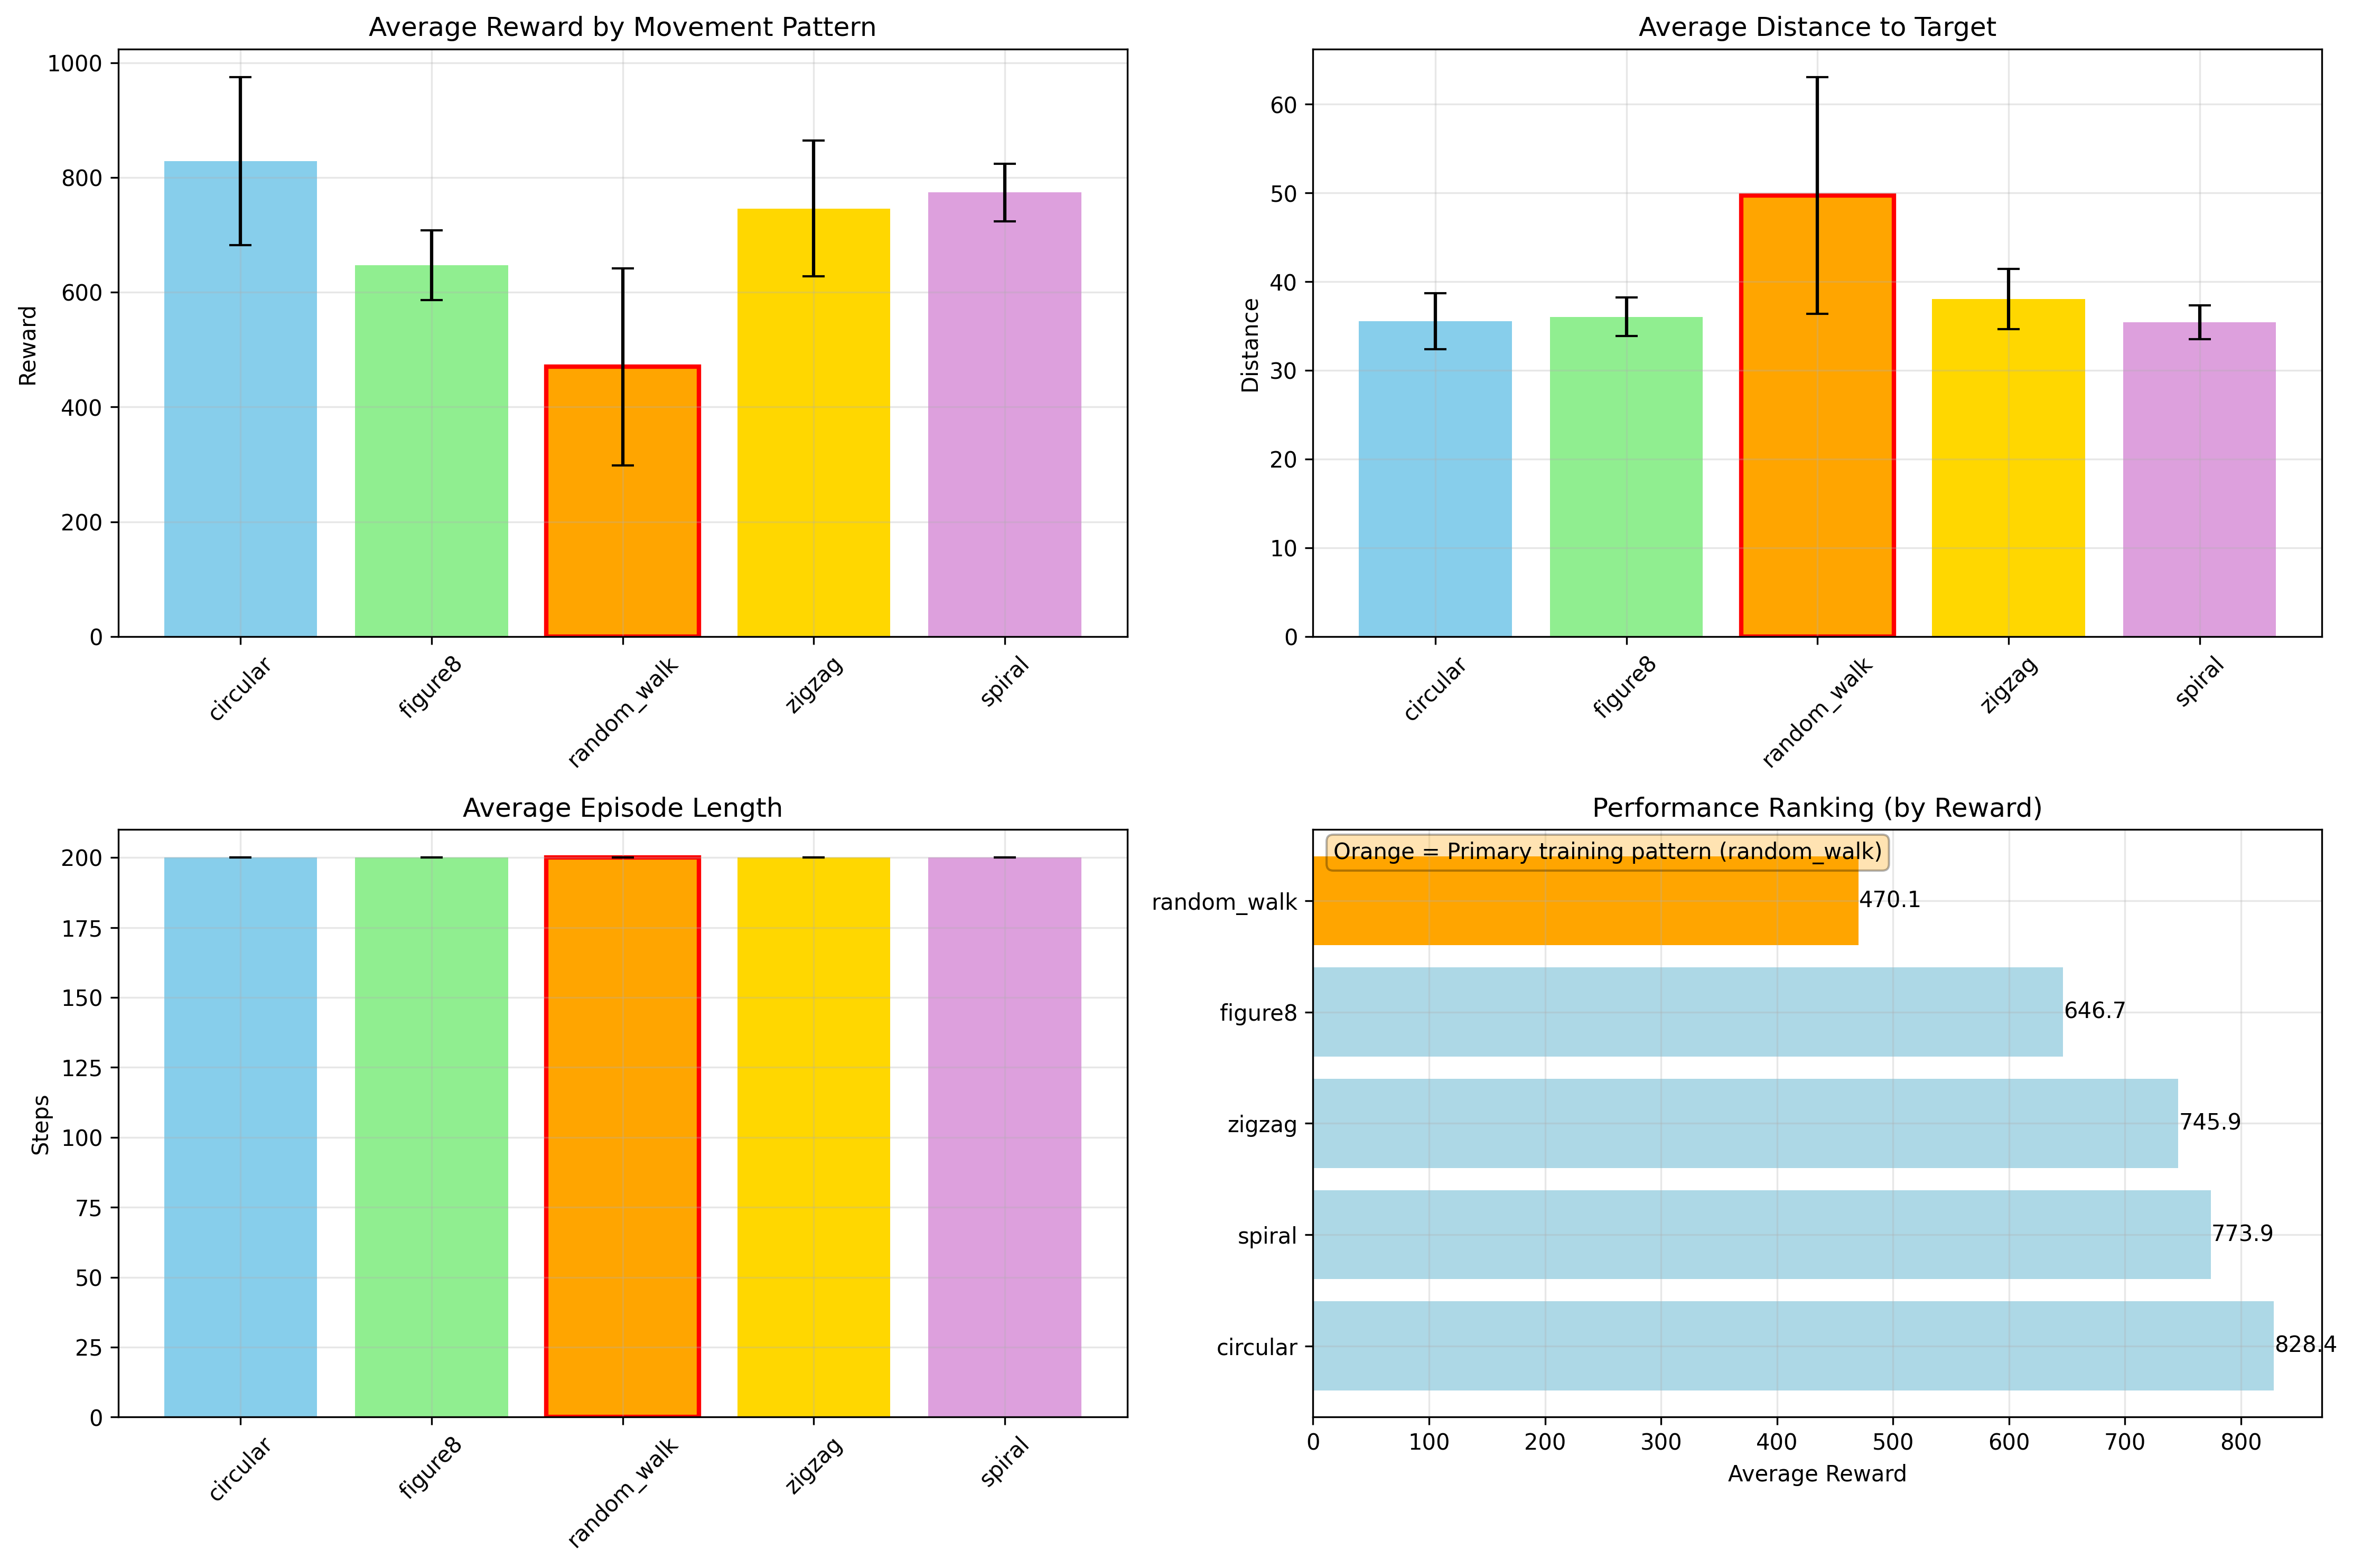 Average Reward by Movement Pattern
1000
800
600
400
200
0
Reward
circular
figure8
random_walk
zigzag
spiral
Average Distance to Target
60
50
40
30
20
10
0
Distance
circular
figure8
random_walk
zigzag
spiral
Average Episode Length
200
175
150
125
100
75
50
25
0
Steps
circular
figure8
random_walk
zigzag
spiral
Performance Ranking (by Reward)
Orange = Primary training pattern (random_walk)
random_walk 470.1
figure8 646.7
zigzag 745.9
spiral 773.9
circular 828.4
0 100 200 300 400 500 600 700 800
Average Reward